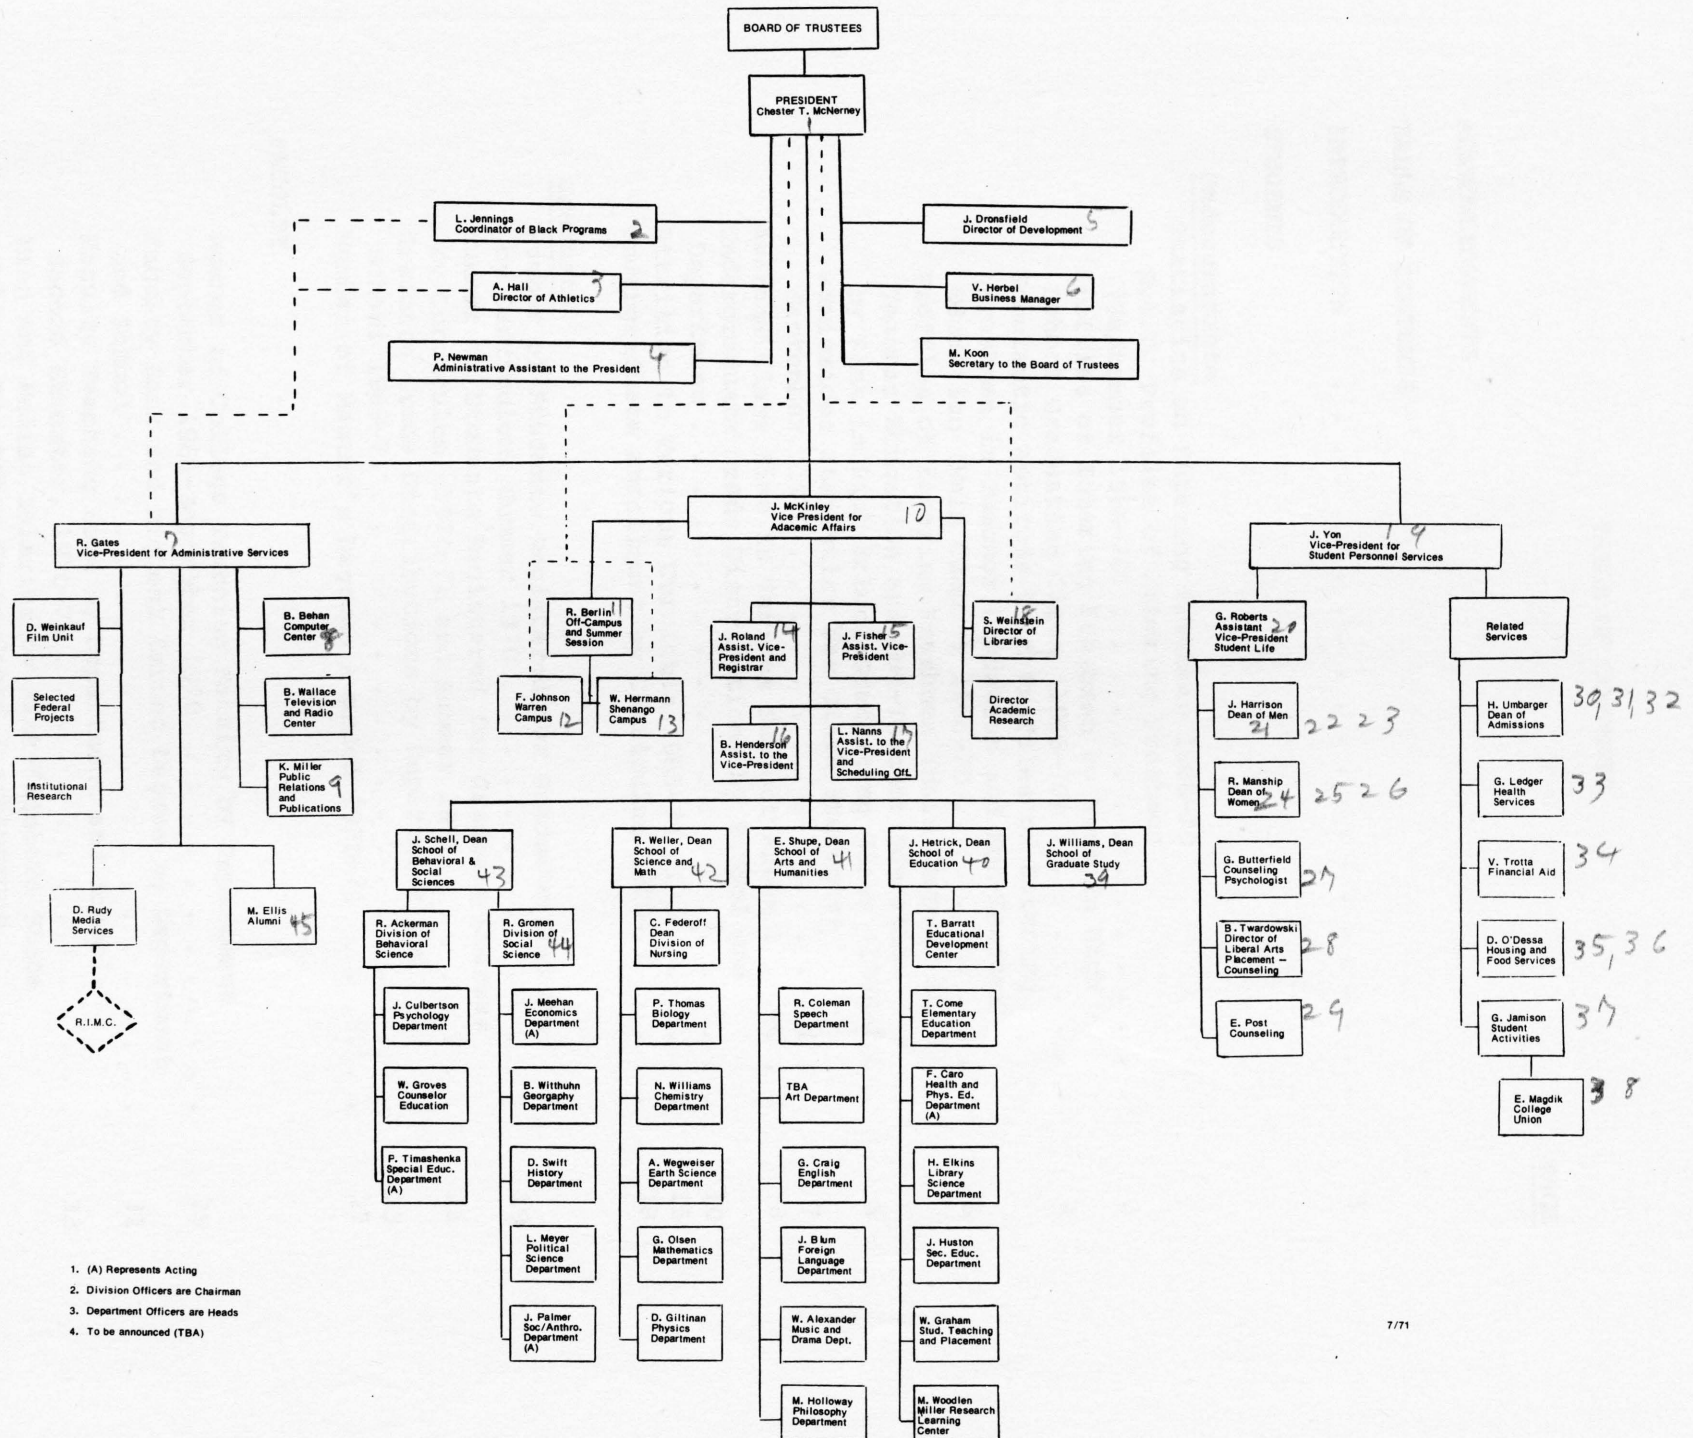 BOARD OF TRUSTEES
PRESIDENT
Chester T. McNerney
1
L. Jennings
Coordinator of Black Programs 2
J. Dronsfield
Director of Development 5
A. Hall 3
Director of Athletics
V. Herbel 6
Business Manager
P. Newman 4
Administrative Assistant to the President
M. Koon
Secretary to the Board of Trustees
R. Gates 7
Vice-President for Administrative Services
J. McKinley
Vice President for 10
Adacemic Affairs
J. Yon 19
Vice-President for
Student Personnel Services
D. Weinkauf
Film Unit
B. Behan
Computer
Center 8
Selected
Federal
Projects
B. Wallace
Television
and Radio
Center
Institutional
Research
K. Miller
Public
Relations 9
and
Publications
D. Rudy
Media
Services
M. Ellis
Alumni 45
R.I.M.C.
R. Berlin 11
Off-Campus
and Summer
Session
F. Johnson
Warren
Campus 12
W. Herrmann
Shenango
Campus 13
J. Roland 14
Assist. Vice-
President and
Registrar
J. Fisher 15
Assist. Vice-
President
B. Henderson 16
Assist. to the
Vice-President
L. Nanns 17
Assist. to the
Vice-President
and
Scheduling Off.
S. Weinstein 18
Director of
Libraries
Director
Academic
Research
J. Schell, Dean
School of
Behavioral &
Social
Sciences 43
R. Weller, Dean
School of
Science and
Math 42
E. Shupe, Dean
School of
Arts and 41
Humanities
J. Hetrick, Dean
School of
Education 40
J. Williams, Dean
School of
Graduate Study
39
R. Ackerman
Division of
Behavioral
Science
J. Culbertson
Psychology
Department
W. Groves
Counselor
Education
P. Timashenka
Special Educ.
Department
(A)
R. Gromen
Division of
Social
Science 44
J. Meehan
Economics
Department
(A)
B. Witthuhn
Georgaphy
Department
D. Swift
History
Department
L. Meyer
Political
Science
Department
J. Palmer
Soc/Anthro.
Department
(A)
C. Federoff
Dean
Division of
Nursing
P. Thomas
Biology
Department
N. Williams
Chemistry
Department
A. Wegweiser
Earth Science
Department
G. Olsen
Mathematics
Department
D. Giltinan
Physics
Department
R. Coleman
Speech
Department
TBA
Art Department
G. Craig
English
Department
J. Blum
Foreign
Language
Department
W. Alexander
Music and
Drama Dept.
M. Holloway
Philosophy
Department
T. Barratt
Educational
Development
Center
T. Come
Elementary
Education
Department
F. Caro
Health and
Phys. Ed.
Department
(A)
H. Elkins
Library
Science
Department
J. Huston
Sec. Educ.
Department
W. Graham
Stud. Teaching
and Placement
M. Woodlen
Miller Research
Learning
Center
G. Roberts
Assistant 20
Vice-President
Student Life
J. Harrison
Dean of Men
21 22 23
R. Manship
Dean of
Women 24 25 26
G. Butterfield
Counseling
Psychologist 27
B. Twardowski
Director of
Liberal Arts 28
Placement —
Counseling
E. Post 29
Counseling
Related
Services
H. Umbarger 30, 31, 32
Dean of
Admissions
G. Ledger
Health 33
Services
V. Trotta 34
Financial Aid
D. O'Dessa
Housing and 35, 36
Food Services
G. Jamison 37
Student
Activities
E. Magdik 38
College
Union
1. (A) Represents Acting
2. Division Officers are Chairman
3. Department Officers are Heads
4. To be announced (TBA)
7/71